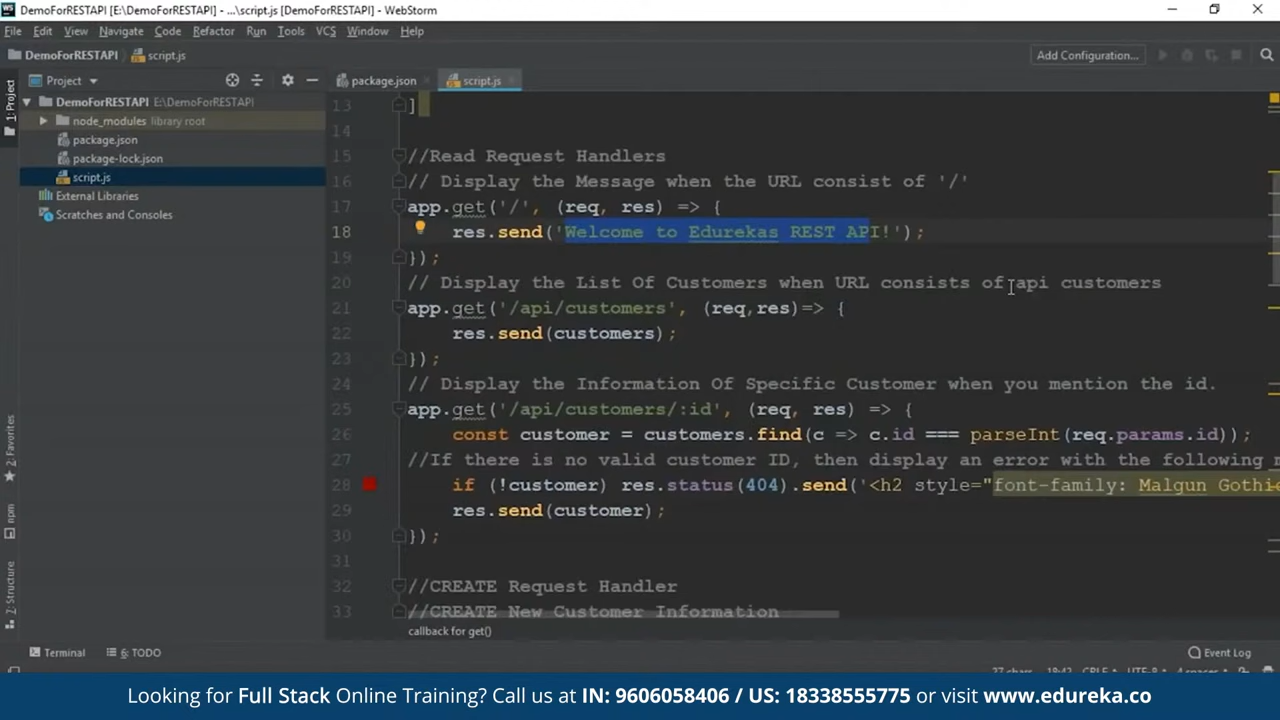 DemoForRESTAPI [E:\DemoForRESTAPI] - ...\script.js [DemoForRESTAPI] - WebStorm
File Edit View Navigate Code Refactor Run Tools VCS Window Help
DemoForRESTAPI script.js Add Configuration...
1: Project
Project package.json script.js
DemoForRESTAPI E:\DemoForRESTAPI
node_modules library root
package.json
package-lock.json
script.js
External Libraries
Scratches and Consoles
13 ]
14
15 //Read Request Handlers
16 // Display the Message when the URL consist of '/'
17 app.get('/', (req, res) => {
18 res.send('Welcome to Edurekas REST API!');
19 });
20 // Display the List Of Customers when URL consists of api customers
21 app.get('/api/customers', (req,res)=> {
22 res.send(customers);
23 });
24 // Display the Information Of Specific Customer when you mention the id.
25 app.get('/api/customers/:id', (req, res) => {
26 const customer = customers.find(c => c.id === parseInt(req.params.id));
27 //If there is no valid customer ID, then display an error with the following
28 if (!customer) res.status(404).send('<h2 style="font-family: Malgun Gothic
29 res.send(customer);
30 });
31
32 //CREATE Request Handler
33 //CREATE New Customer Information
callback for get()
2: Favorites
npm
7: Structure
Terminal 6: TODO Event Log
Looking for Full Stack Online Training? Call us at IN: 9606058406 / US: 18338555775 or visit www.edureka.co